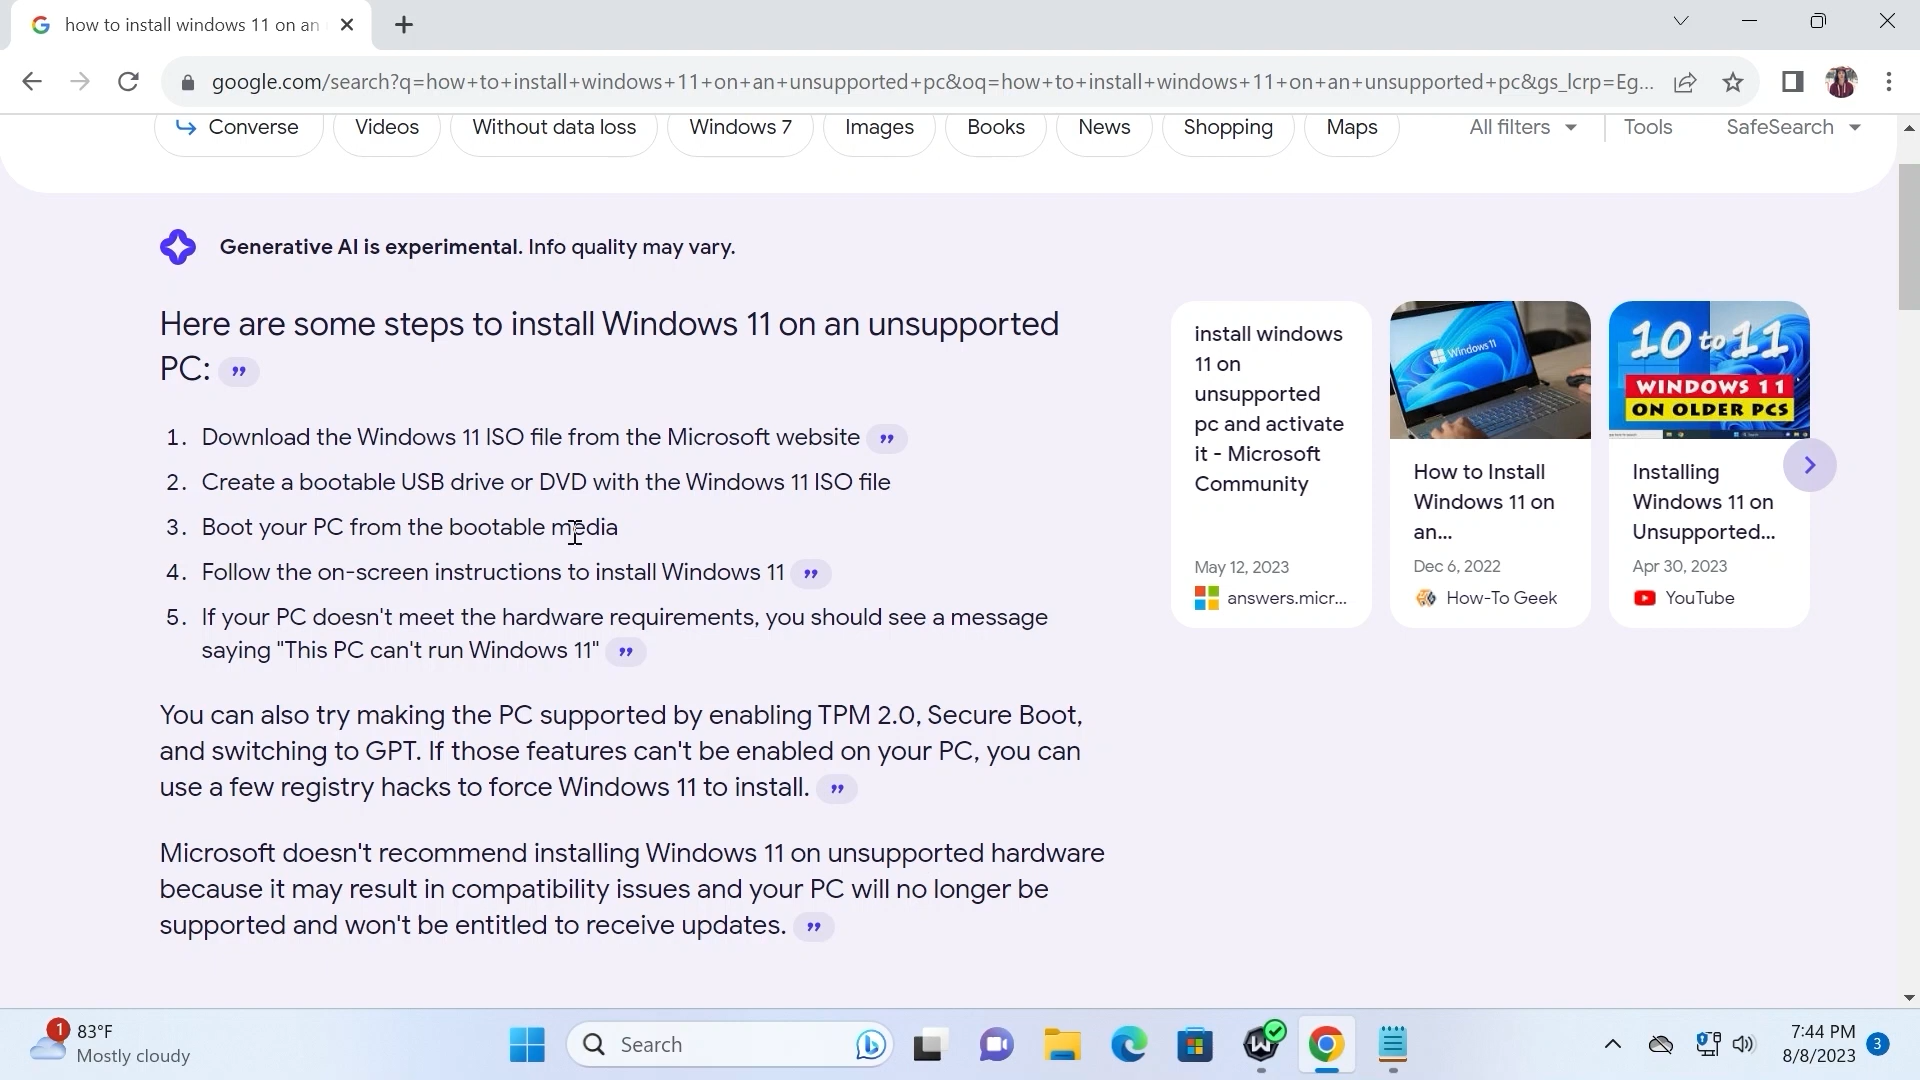 how to install windows 11 on an
google.com/search?q=how+to+install+windows+11+on+an+unsupported+pc&oq=how+to+install+windows+11+on+an+unsupported+pc&gs_lcrp=Eg...
Converse
Videos
Without data loss
Windows 7
Images
Books
News
Shopping
Maps
All filters
Tools
SafeSearch
Generative AI is experimental. Info quality may vary.
Here are some steps to install Windows 11 on an unsupported
PC:
1. Download the Windows 11 ISO file from the Microsoft website
2. Create a bootable USB drive or DVD with the Windows 11 ISO file
3. Boot your PC from the bootable media
4. Follow the on-screen instructions to install Windows 11
5. If your PC doesn't meet the hardware requirements, you should see a message
saying "This PC can't run Windows 11"
You can also try making the PC supported by enabling TPM 2.0, Secure Boot,
and switching to GPT. If those features can't be enabled on your PC, you can
use a few registry hacks to force Windows 11 to install.
Microsoft doesn't recommend installing Windows 11 on unsupported hardware
because it may result in compatibility issues and your PC will no longer be
supported and won't be entitled to receive updates.
install windows
11 on
unsupported
pc and activate
it - Microsoft
Community
May 12, 2023
answers.micr...
Windows 11
How to Install
Windows 11 on
an...
Dec 6, 2022
How-To Geek
10 to 11
WINDOWS 11
ON OLDER PCS
Installing
Windows 11 on
Unsupported...
Apr 30, 2023
YouTube
1
83°F
Mostly cloudy
Search
7:44 PM
8/8/2023
3